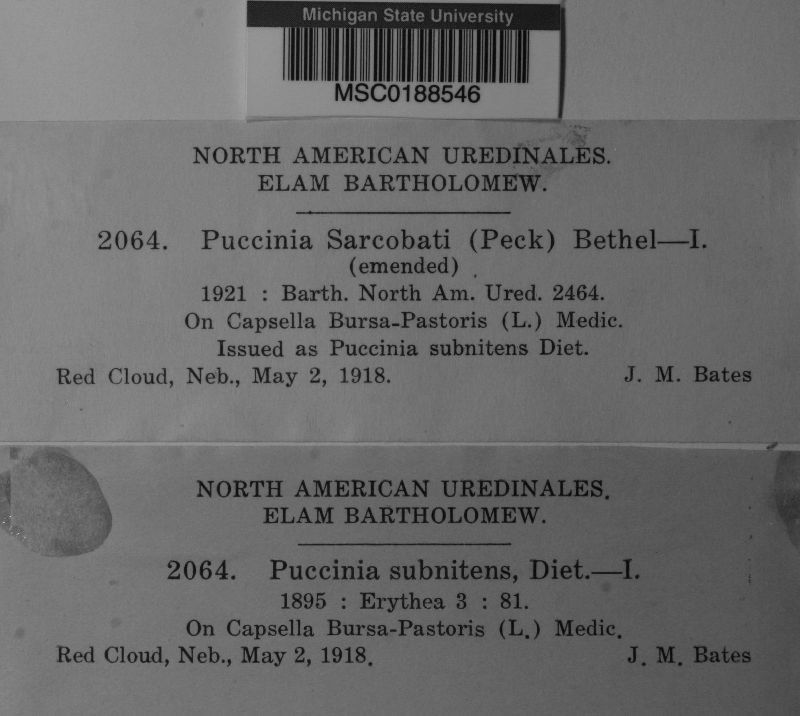 Michigan State University
MSC0188546
NORTH AMERICAN UREDINALES.
ELAM BARTHOLOMEW.
2064. Puccinia Sarcobati (Peck) Bethel—I.
(emended)
1921 : Barth. North Am. Ured. 2464.
On Capsella Bursa-Pastoris (L.) Medic.
Issued as Puccinia subnitens Diet.
Red Cloud, Neb., May 2, 1918. J. M. Bates
NORTH AMERICAN UREDINALES.
ELAM BARTHOLOMEW.
2064. Puccinia subnitens, Diet.—I.
1895 : Erythea 3 : 81.
On Capsella Bursa-Pastoris (L.) Medic.
Red Cloud, Neb., May 2, 1918. J. M. Bates